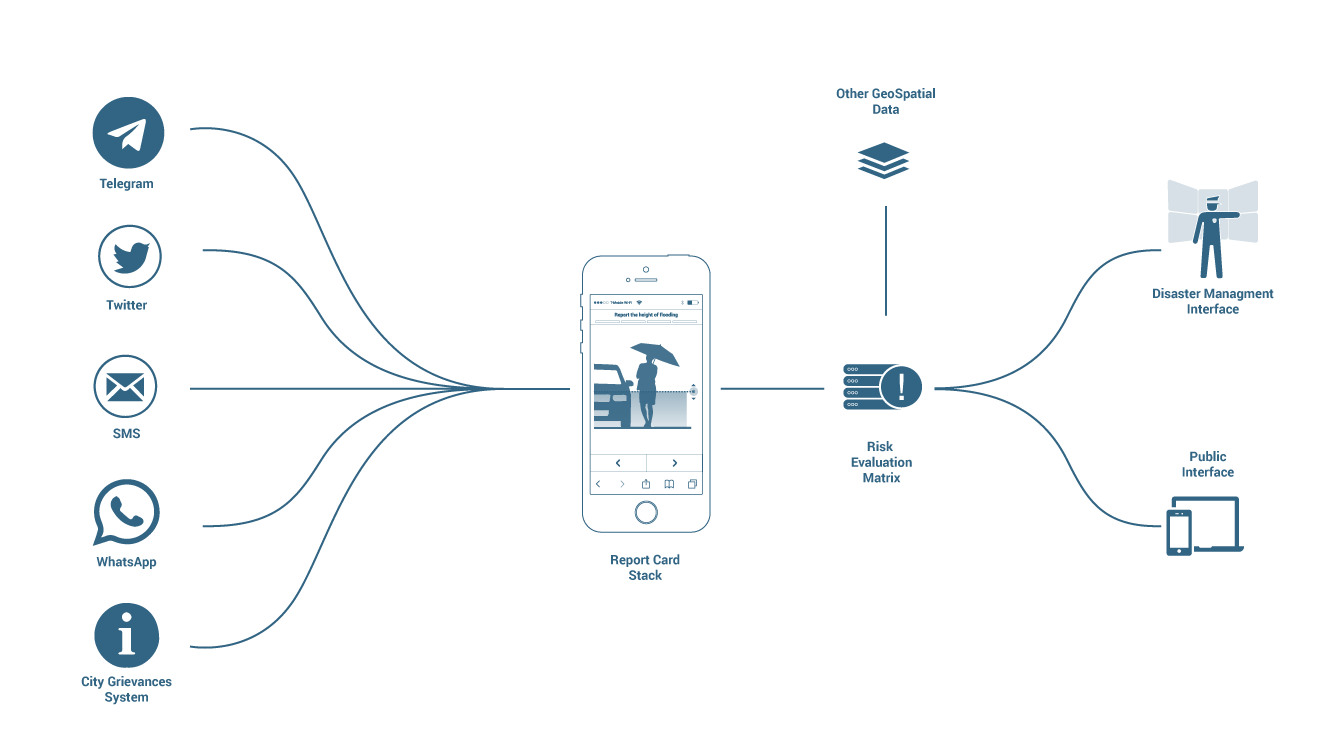 Telegram
Twitter
SMS
WhatsApp
City Grievances
System
Report the height of flooding
Report Card
Stack
Other GeoSpatial
Data
Risk
Evaluation
Matrix
Disaster Managment
Interface
Public
Interface